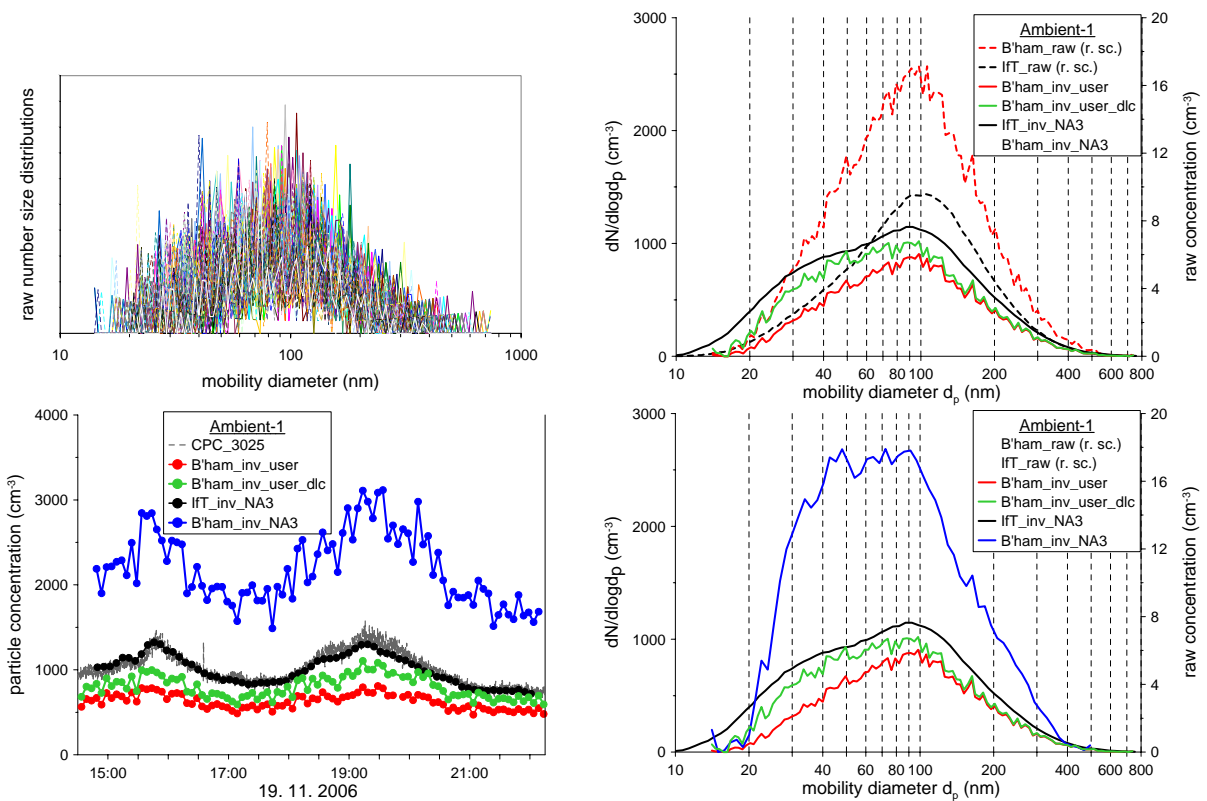 raw number size distributions
10
100
1000
mobility diameter (nm)
3000
2000
1000
0
dN/dlogdp (cm-3)
20
16
12
8
4
0
raw concentration (cm-3)
Ambient-1
B'ham_raw (r. sc.)
IfT_raw (r. sc.)
B'ham_inv_user
B'ham_inv_user_dlc
IfT_inv_NA3
B'ham_inv_NA3
10 20 40 60 80 100 200 400 600 800
mobility diameter dp (nm)
4000
3000
2000
1000
0
particle concentration (cm-3)
Ambient-1
CPC_3025
B'ham_inv_user
B'ham_inv_user_dlc
IfT_inv_NA3
B'ham_inv_NA3
15:00 17:00 19:00 21:00
19. 11. 2006
3000
2000
1000
0
dN/dlogdp (cm-3)
20
16
12
8
4
0
raw concentration (cm-3)
Ambient-1
B'ham_raw (r. sc.)
IfT_raw (r. sc.)
B'ham_inv_user
B'ham_inv_user_dlc
IfT_inv_NA3
B'ham_inv_NA3
10 20 40 60 80 100 200 400 600 800
mobility diameter dp (nm)